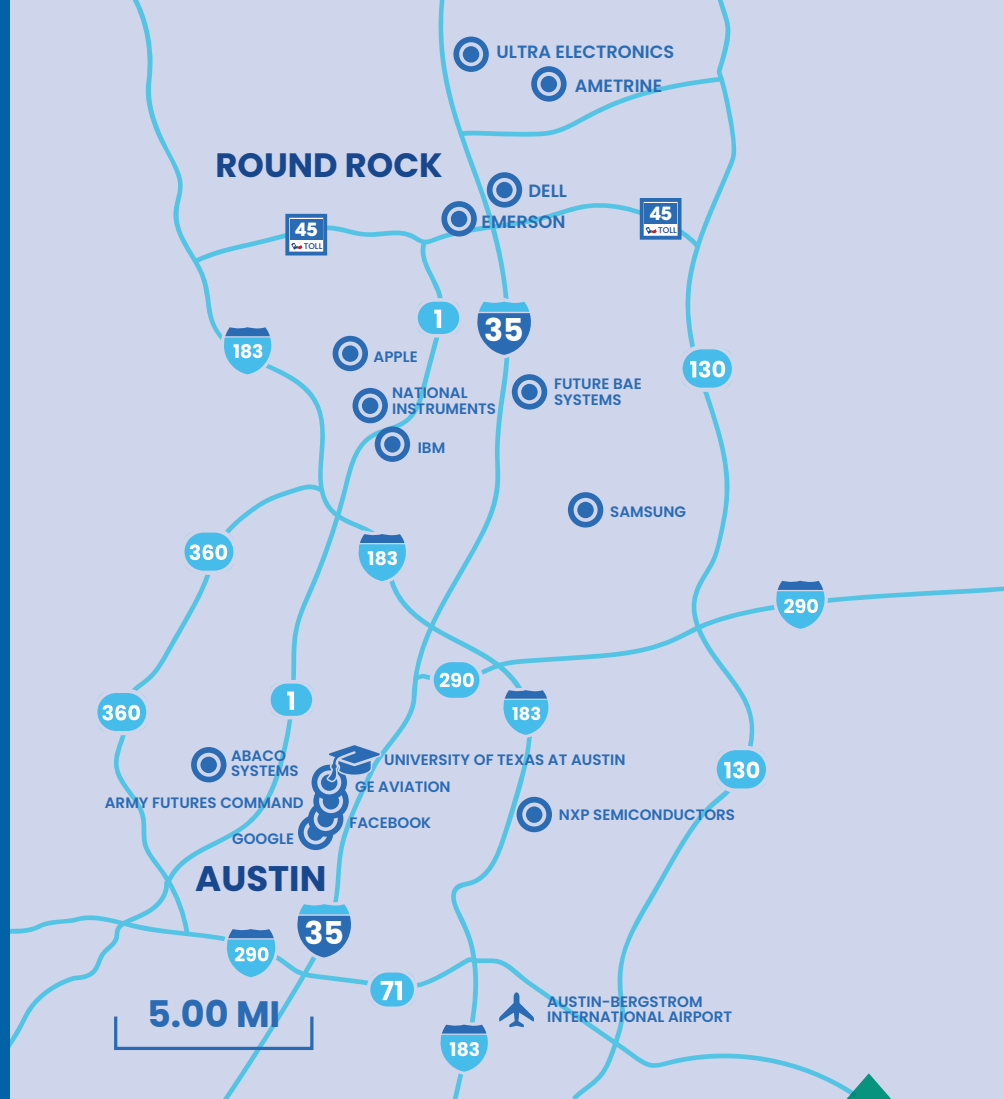 ULTRA ELECTRONICS
AMETRINE
ROUND ROCK
DELL
EMERSON
45
TOLL
45
TOLL
1
35
183
APPLE
130
NATIONAL
INSTRUMENTS
FUTURE BAE
SYSTEMS
IBM
SAMSUNG
360
183
290
290
1
360
183
ABACO
SYSTEMS
UNIVERSITY OF TEXAS AT AUSTIN
130
GE AVIATION
ARMY FUTURES COMMAND
NXP SEMICONDUCTORS
FACEBOOK
GOOGLE
AUSTIN
35
290
71
AUSTIN-BERGSTROM
INTERNATIONAL AIRPORT
5.00 MI
183